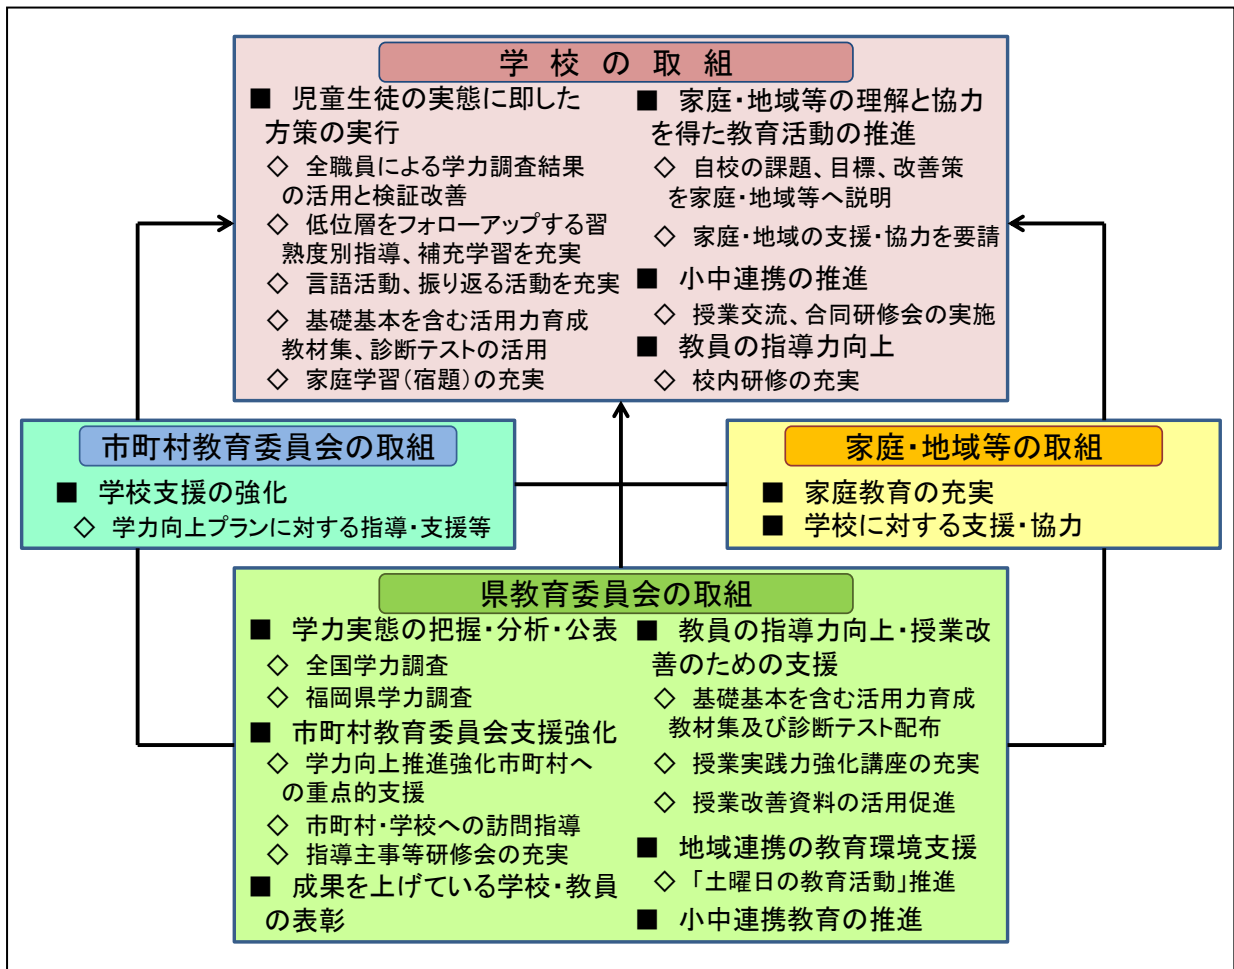 学校の取組
■ 児童生徒の実態に即した
方策の実行
◇ 全職員による学力調査結果
の活用と検証改善
◇ 低位層をフォローアップする習
熟度別指導、補充学習を充実
◇ 言語活動、振り返る活動を充実
◇ 基礎基本を含む活用力育成
教材集、診断テストの活用
◇ 家庭学習(宿題)の充実
■ 家庭・地域等の理解と協力
を得た教育活動の推進
◇ 自校の課題、目標、改善策
を家庭・地域等へ説明
◇ 家庭・地域の支援・協力を要請
■ 小中連携の推進
◇ 授業交流、合同研修会の実施
■ 教員の指導力向上
◇ 校内研修の充実
市町村教育委員会の取組
■ 学校支援の強化
◇ 学力向上プランに対する指導・支援等
家庭・地域等の取組
■ 家庭教育の充実
■ 学校に対する支援・協力
県教育委員会の取組
■ 学力実態の把握・分析・公表
◇ 全国学力調査
◇ 福岡県学力調査
■ 市町村教育委員会支援強化
◇ 学力向上推進強化市町村へ
の重点的支援
◇ 市町村・学校への訪問指導
◇ 指導主事等研修会の充実
■ 成果を上げている学校・教員
の表彰
■ 教員の指導力向上・授業改
善のための支援
◇ 基礎基本を含む活用力育成
教材集及び診断テスト配布
◇ 授業実践力強化講座の充実
◇ 授業改善資料の活用促進
■ 地域連携の教育環境支援
◇ 「土曜日の教育活動」推進
■ 小中連携教育の推進